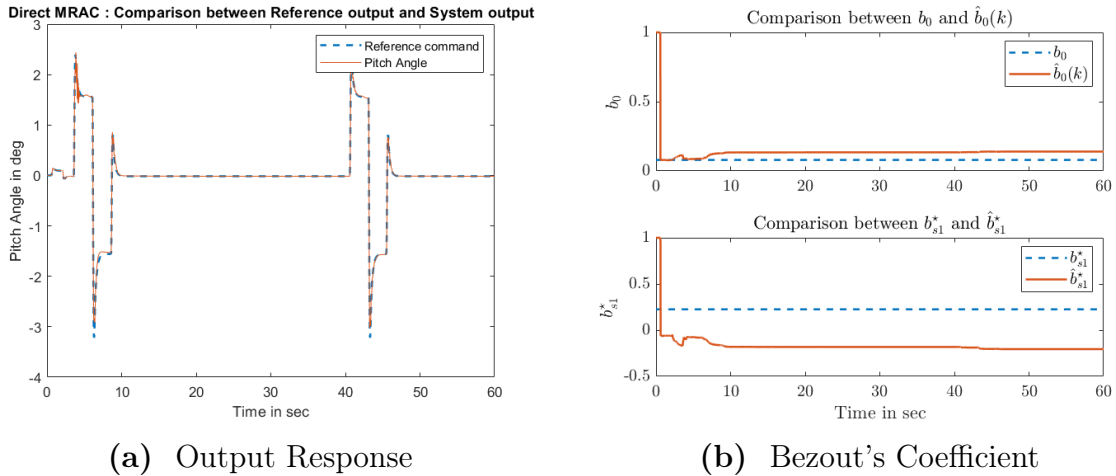 Direct MRAC : Comparison between Reference output and System output
3
2
1
0
-1
-2
-3
-4
Pitch Angle in deg
Reference command
Pitch Angle
0 10 20 30 40 50 60
Time in sec
(a) Output Response
Comparison between b₀ and b̂₀(k)
1
0.5
0
b₀
b₀
b̂₀(k)
0 10 20 30 40 50 60
Comparison between b*ₛ₁ and b̂*ₛ₁
1
0.5
0
-0.5
b*ₛ₁
b*ₛ₁
b̂*ₛ₁
0 10 20 30 40 50 60
Time in sec
(b) Bezout's Coefficient